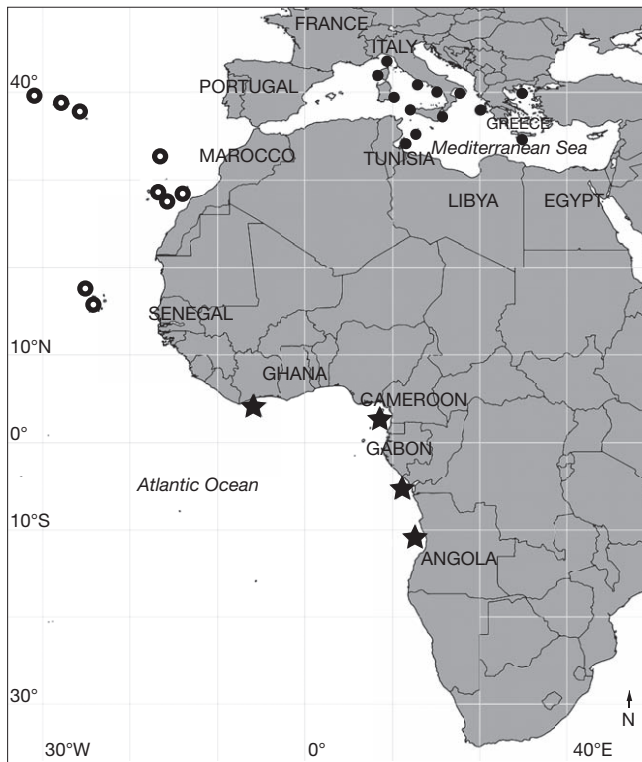 FRANCE
ITALY
40°
PORTUGAL
GREECE
Mediterranean Sea
MAROCCO
TUNISIA
LIBYA
EGYPT
SENEGAL
10°N
GHANA
CAMEROON
0°
GABON
Atlantic Ocean
10°S
ANGOLA
30°
N
30°W
0°
40°E